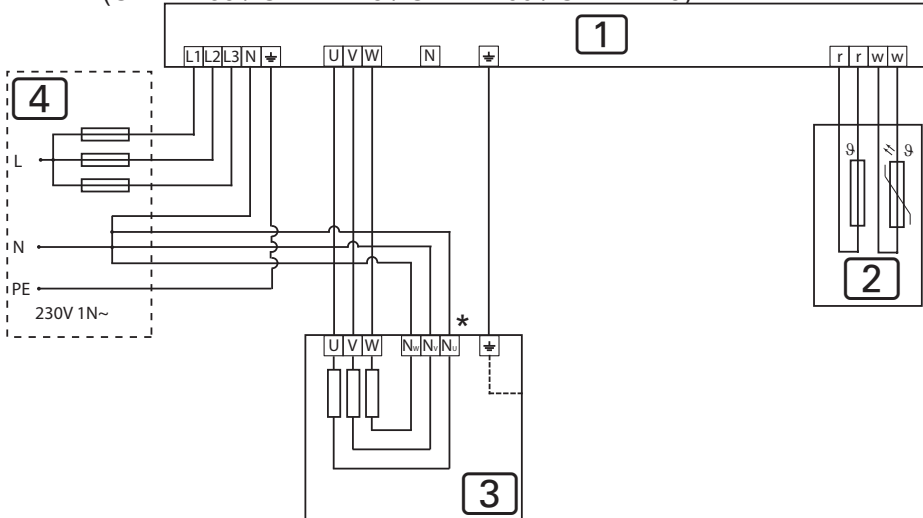 1
L1 L2 L3 N ⏚ U V W N ⏚ r r w w
4
L
ϑ ϑ
N
PE
2
230V 1N~
*
U V W NW NV NU ⏚
3